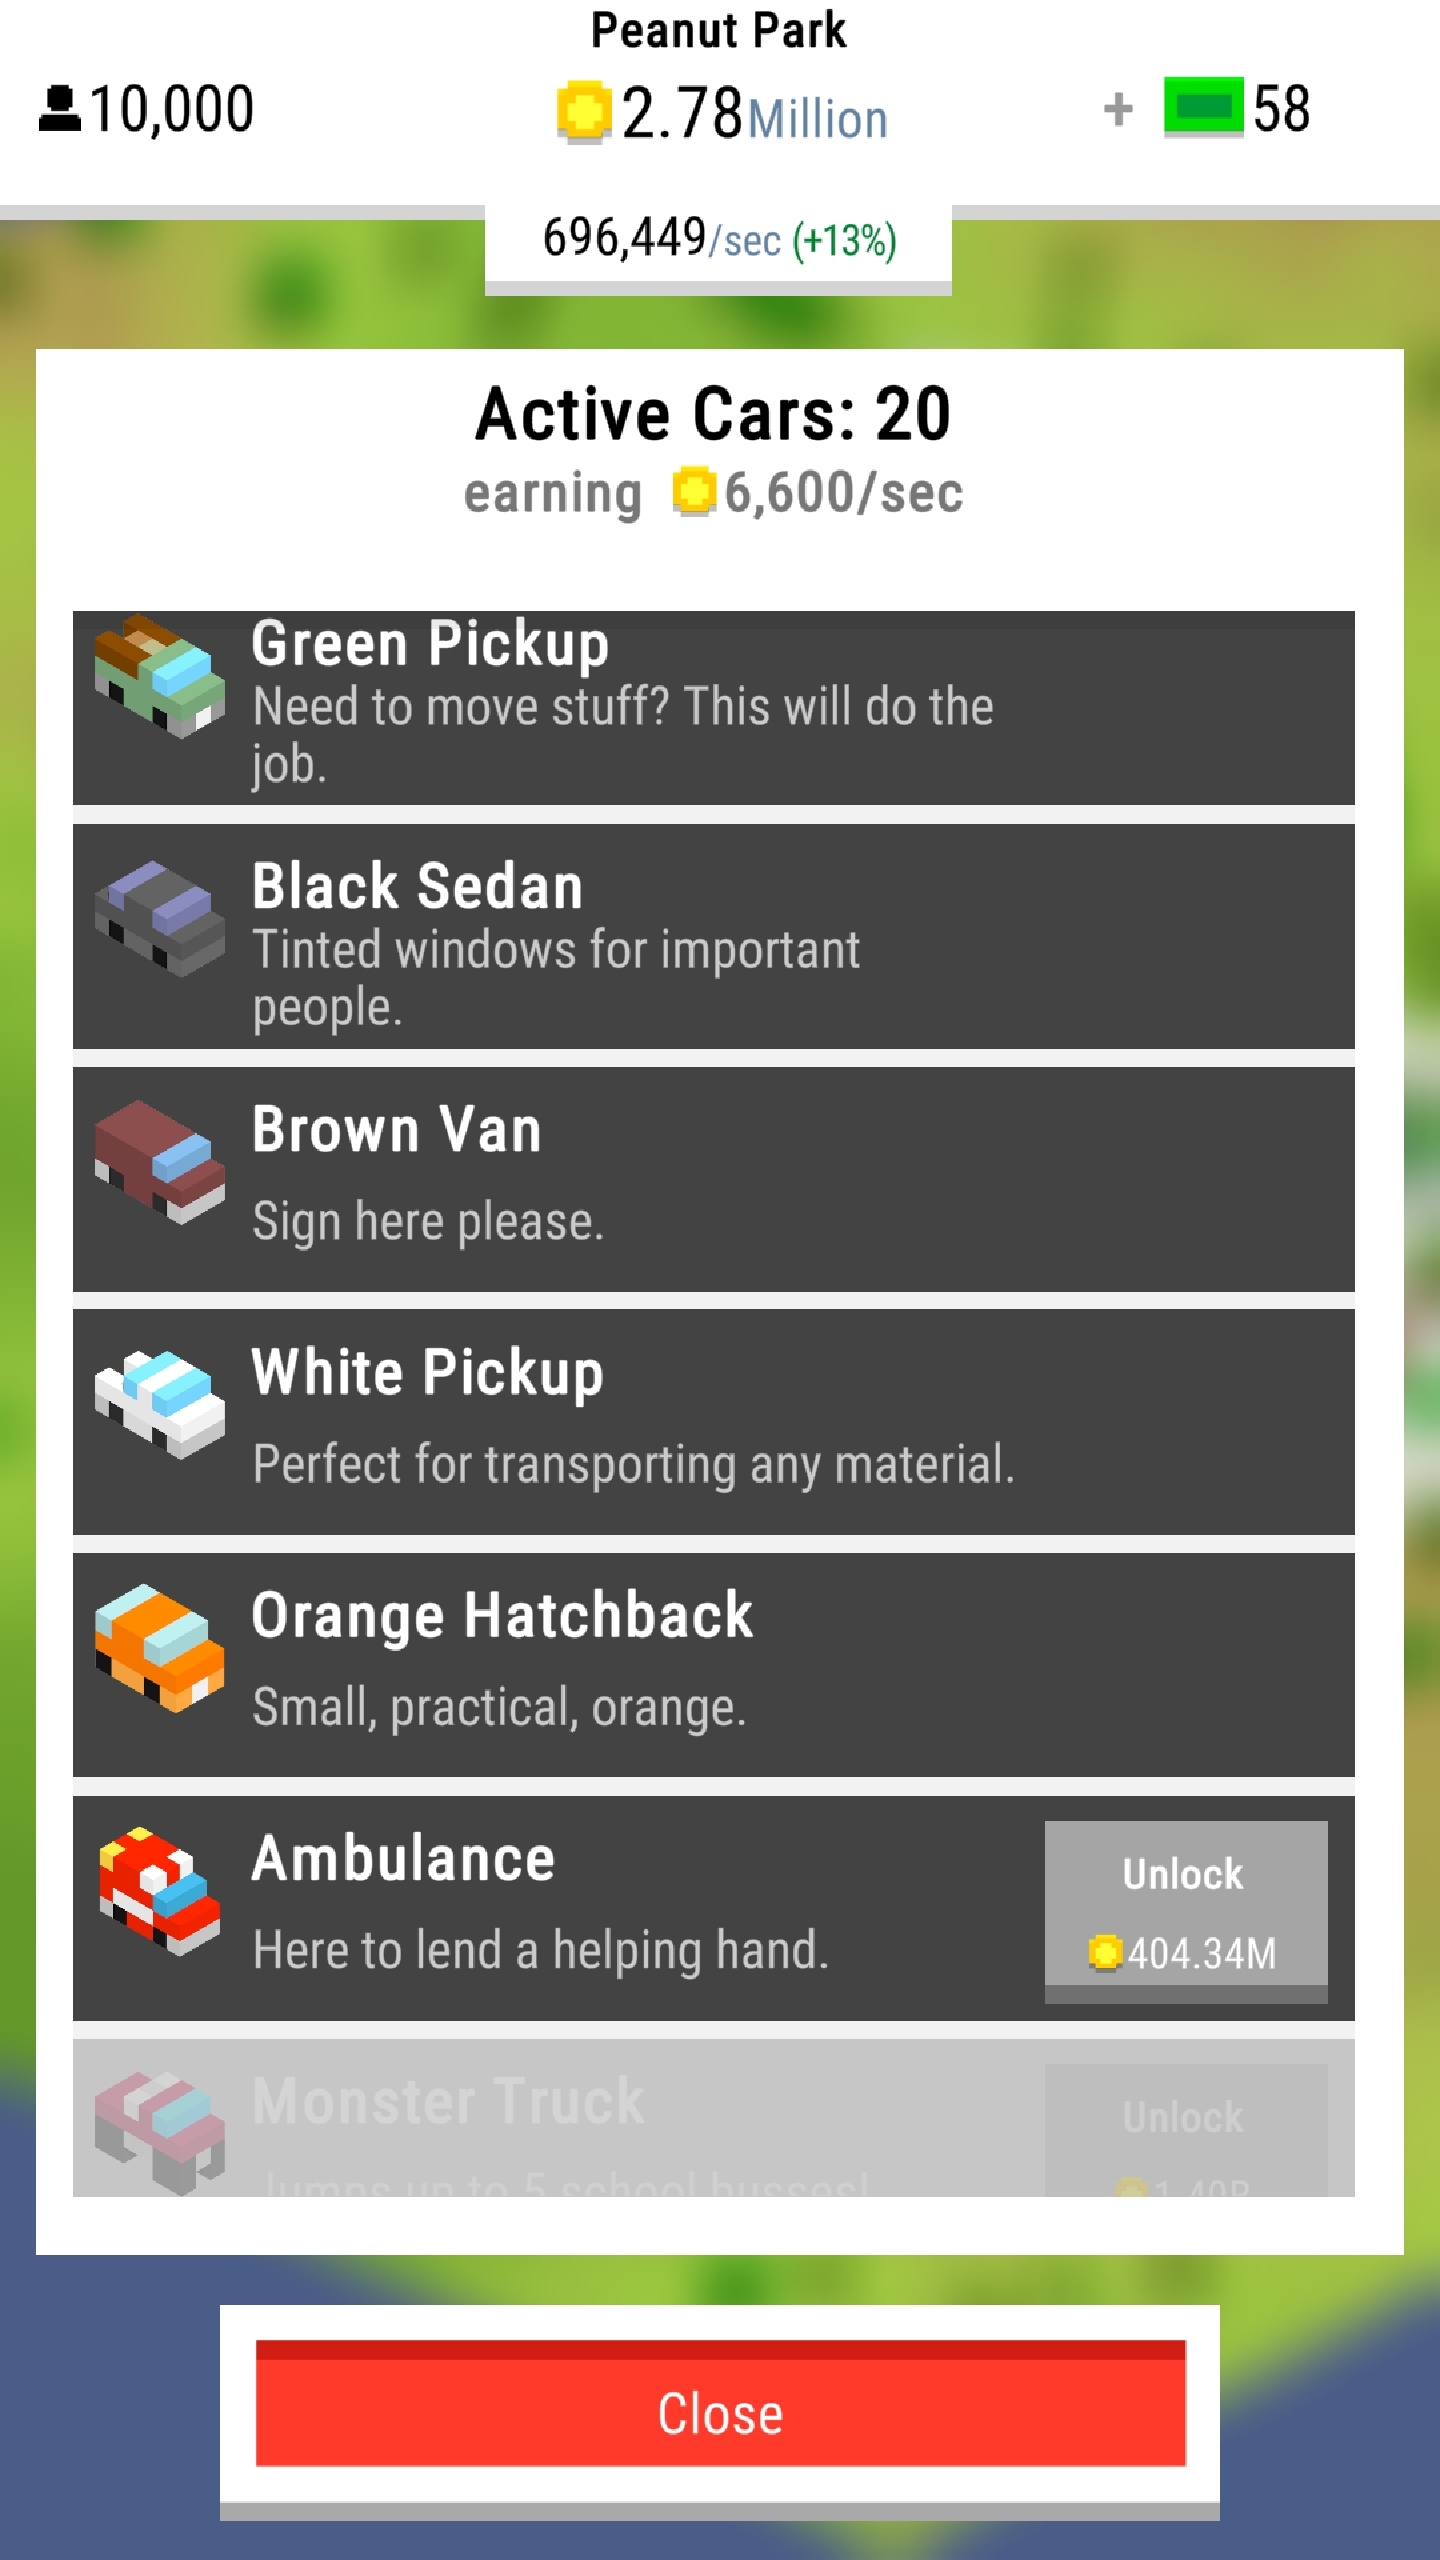 Peanut Park
10,000
2.78Million
+ 58
696,449/sec (+13%)
Active Cars: 20
earning 6,600/sec
Green Pickup
Need to move stuff? This will do the
job.
Black Sedan
Tinted windows for important
people.
Brown Van
Sign here please.
White Pickup
Perfect for transporting any material.
Orange Hatchback
Small, practical, orange.
Ambulance
Here to lend a helping hand.
Unlock
404.34M
Monster Truck
Jumps up to 5 school busses!
Unlock
1.40B
Close